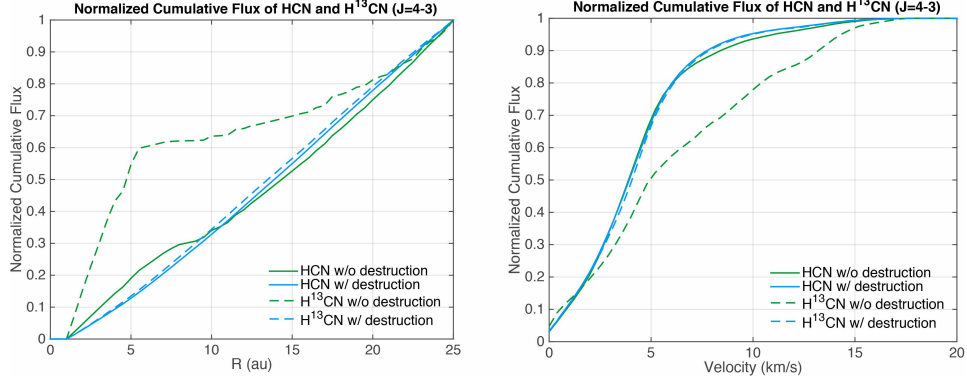 Normalized Cumulative Flux of HCN and H¹³CN (J=4-3)
Normalized Cumulative Flux
1
0.9
0.8
0.7
0.6
0.5
0.4
0.3
0.2
0.1
0
HCN w/o destruction
HCN w/ destruction
H¹³CN w/o destruction
H¹³CN w/ destruction
0 5 10 15 20 25
R (au)
Normalized Cumulative Flux of HCN and H¹³CN (J=4-3)
Normalized Cumulative Flux
1
0.9
0.8
0.7
0.6
0.5
0.4
0.3
0.2
0.1
0
HCN w/o destruction
HCN w/ destruction
H¹³CN w/o destruction
H¹³CN w/ destruction
0 5 10 15 20
Velocity (km/s)